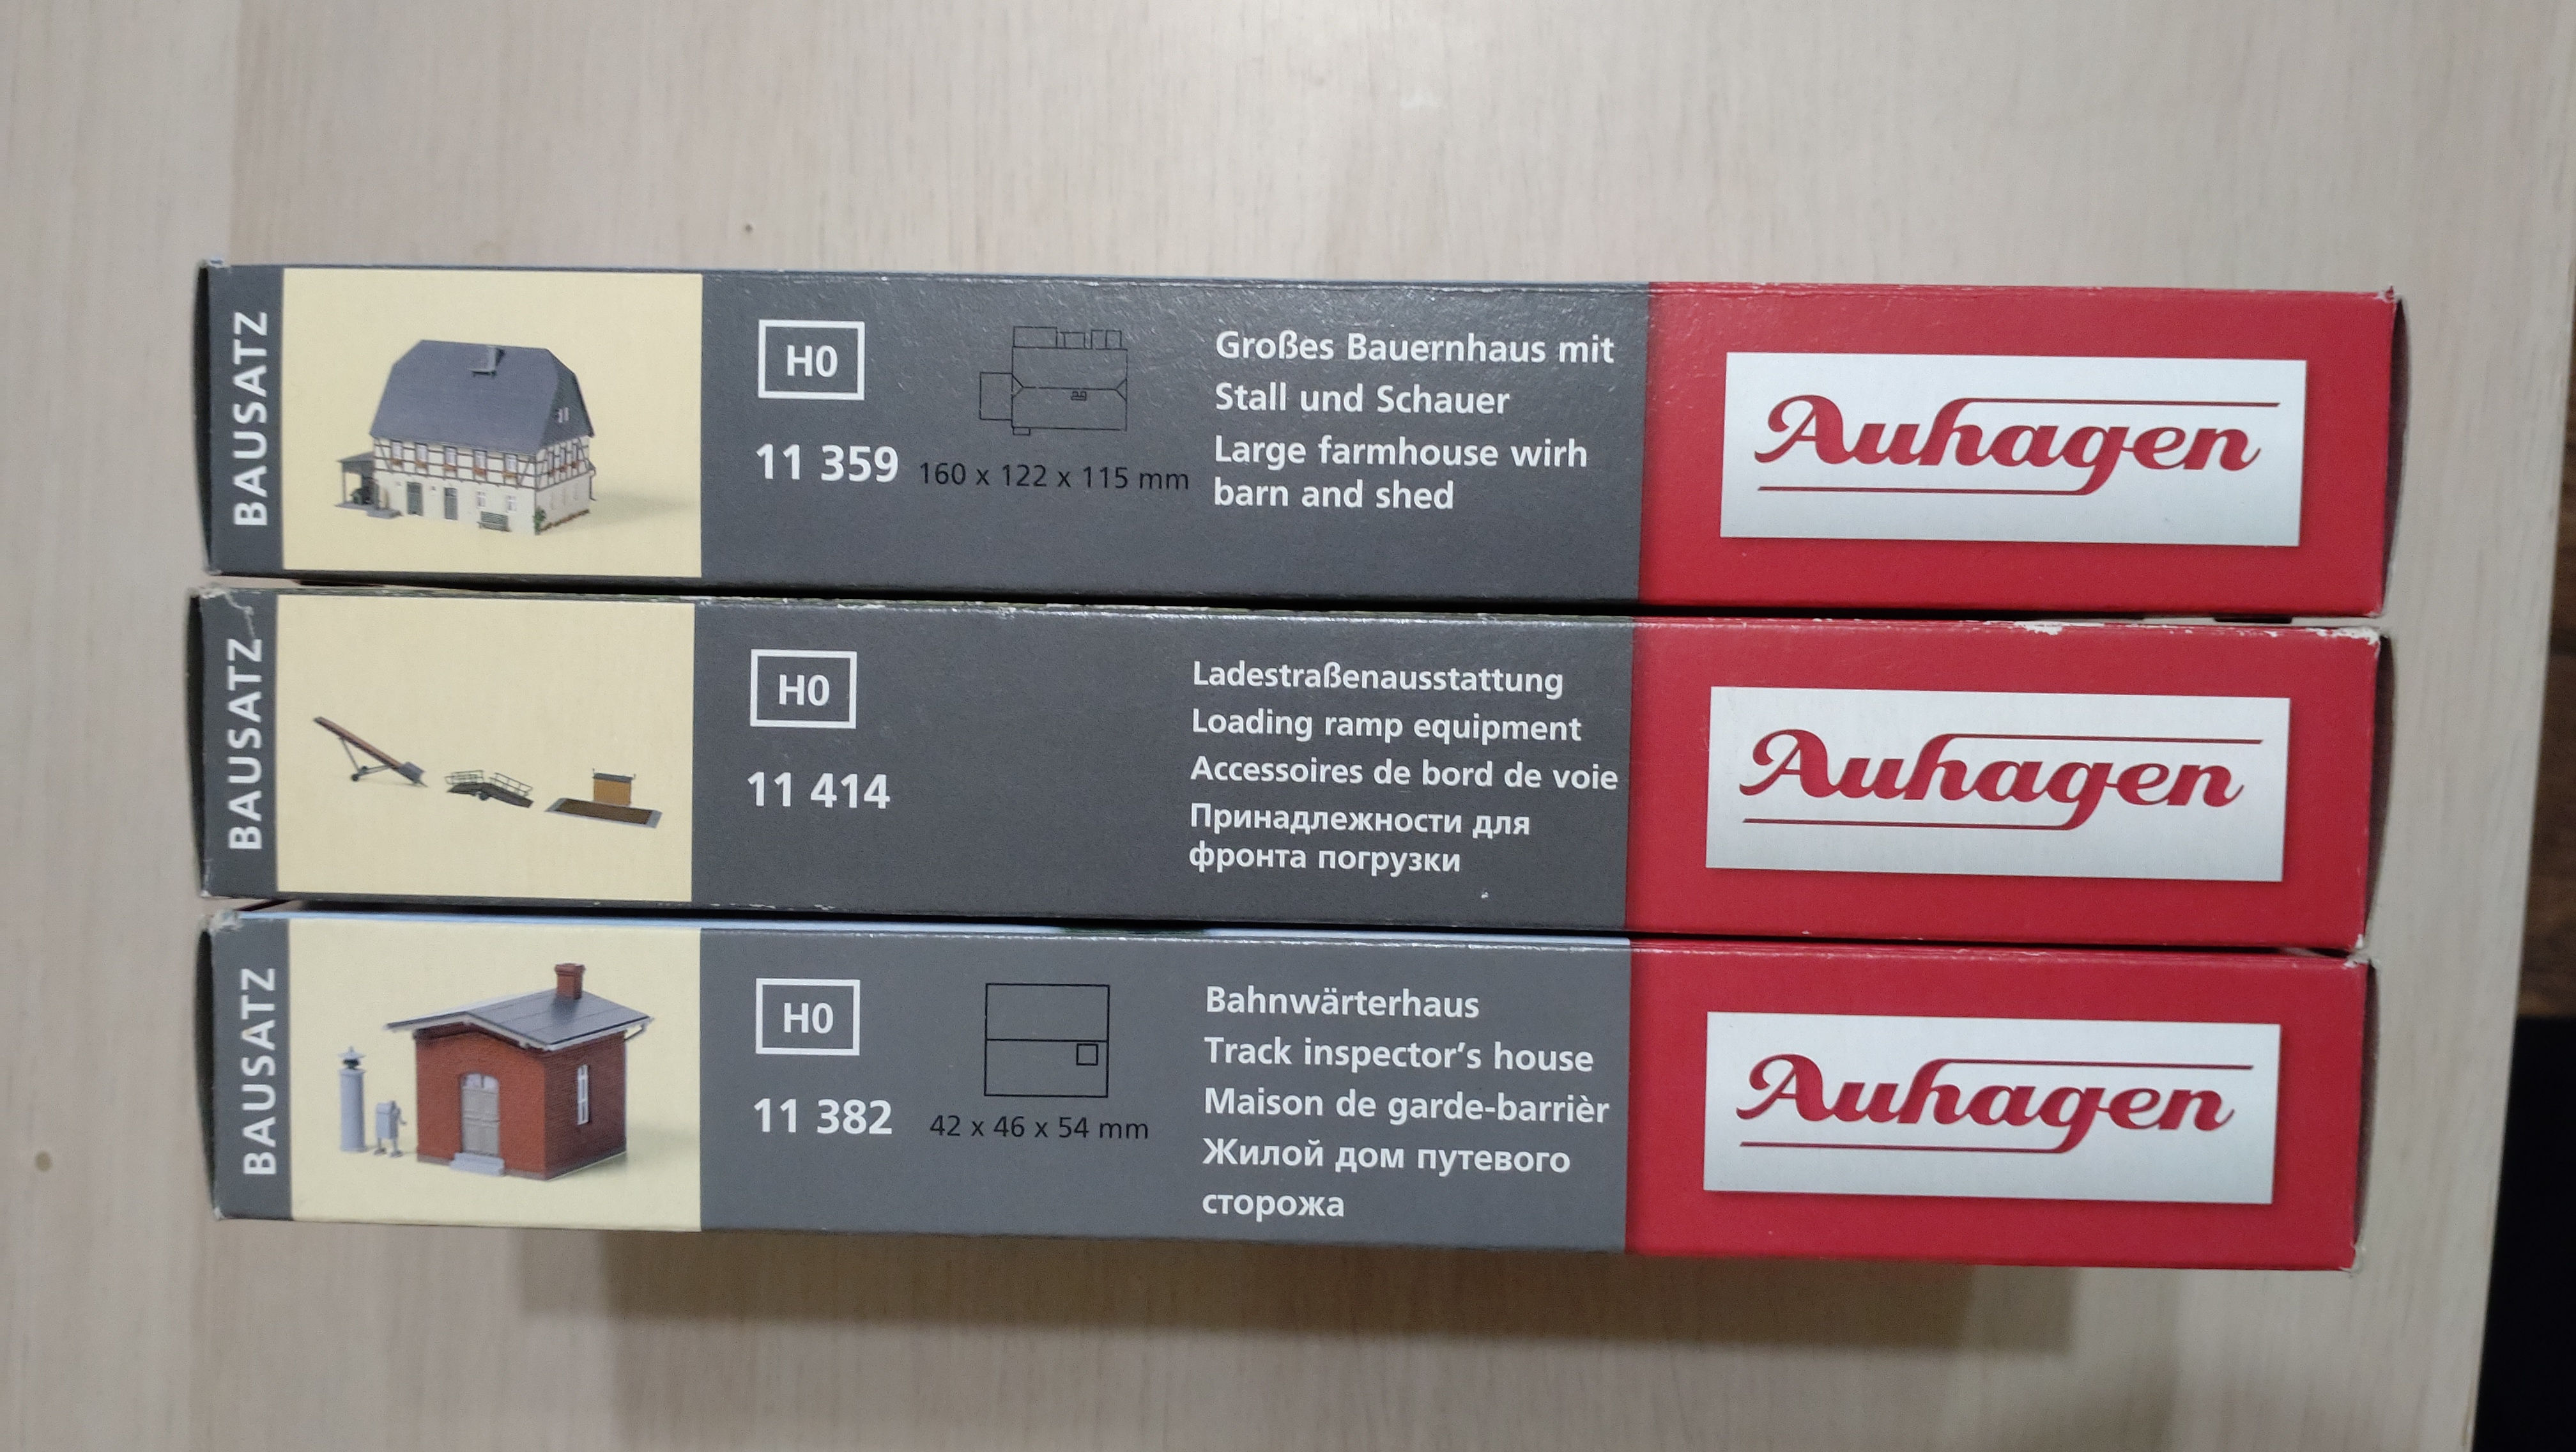 BAUSATZ
H0
11 359
160 x 122 x 115 mm
Großes Bauernhaus mit
Stall und Schauer
Large farmhouse wirh
barn and shed
Auhagen
BAUSATZ
H0
11 414
Ladestraßenausstattung
Loading ramp equipment
Accessoires de bord de voie
Принадлежности для
фронта погрузки
Auhagen
BAUSATZ
H0
11 382
42 x 46 x 54 mm
Bahnwärterhaus
Track inspector's house
Maison de garde-barrièr
Жилой дом путевого
сторожа
Auhagen